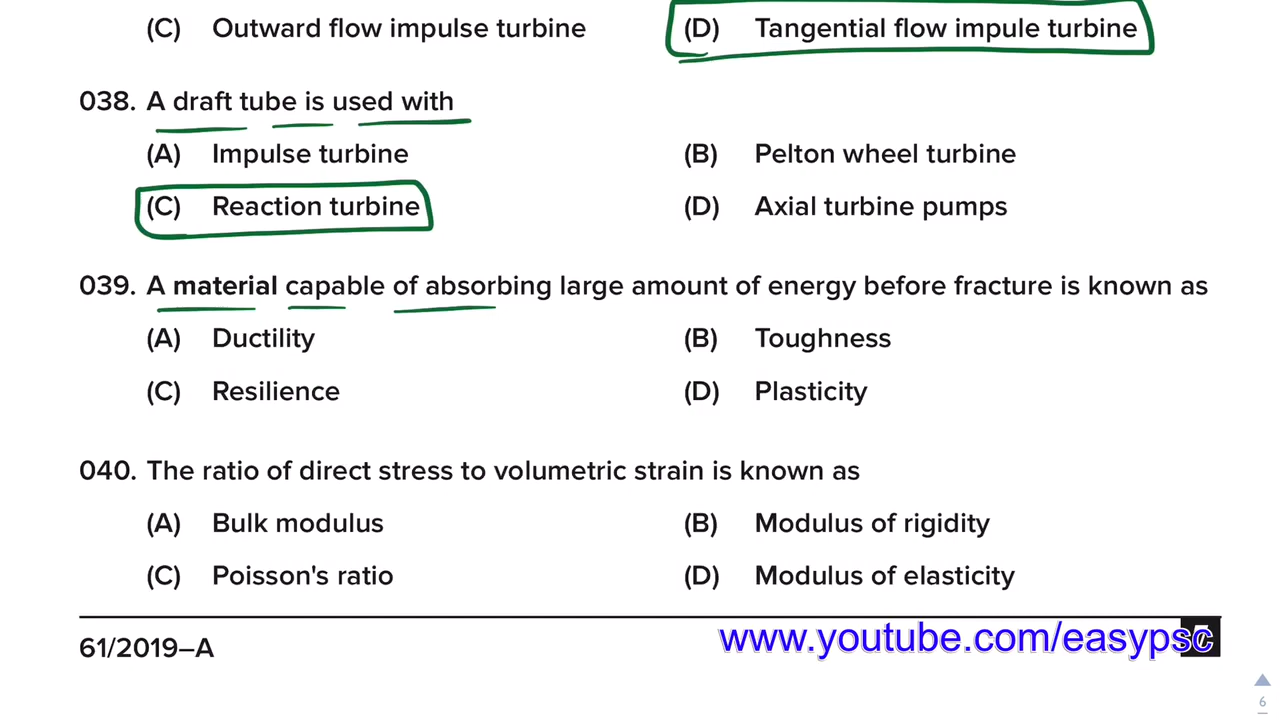 (C) Outward flow impulse turbine (D) Tangential flow impule turbine
038. A draft tube is used with
(A) Impulse turbine (B) Pelton wheel turbine
(C) Reaction turbine (D) Axial turbine pumps
039. A material capable of absorbing large amount of energy before fracture is known as
(A) Ductility (B) Toughness
(C) Resilience (D) Plasticity
040. The ratio of direct stress to volumetric strain is known as
(A) Bulk modulus (B) Modulus of rigidity
(C) Poisson's ratio (D) Modulus of elasticity
61/2019–A www.youtube.com/easypsc
6